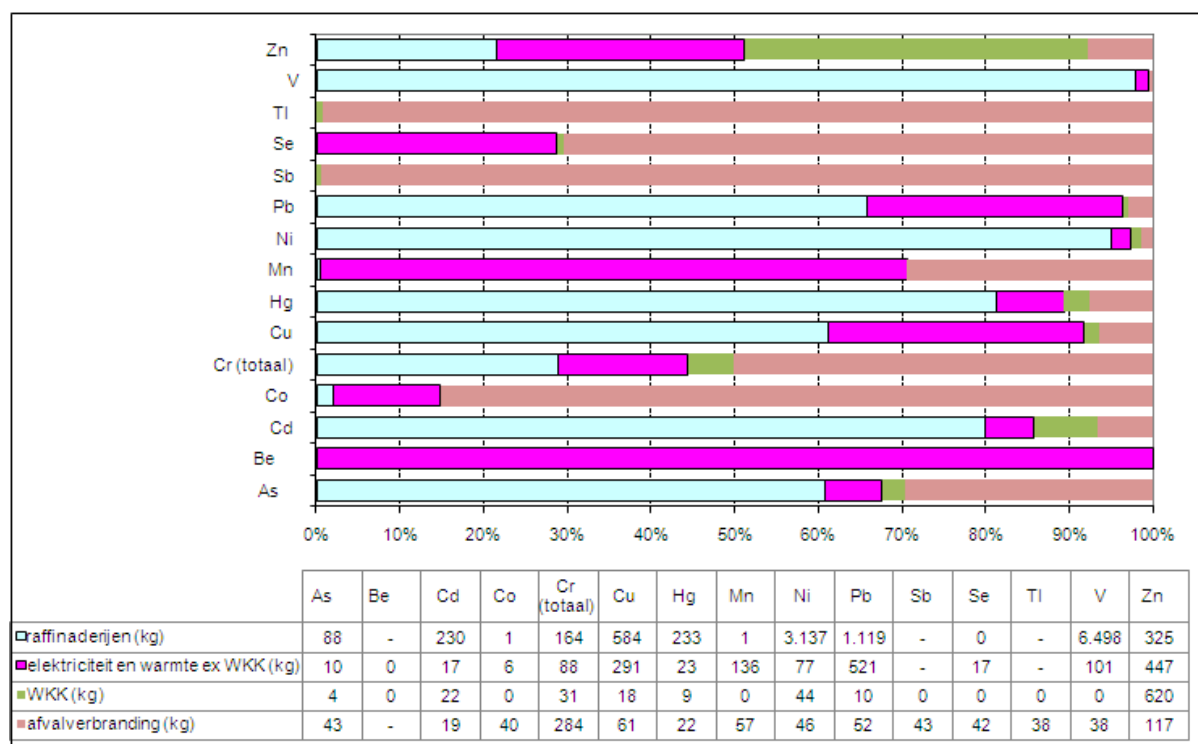 Zn
V
Tl
Se
Sb
Pb
Ni
Mn
Hg
Cu
Cr (totaal)
Co
Cd
Be
As
0% 10% 20% 30% 40% 50% 60% 70% 80% 90% 100%
As Be Cd Co Cr (totaal) Cu Hg Mn Ni Pb Sb Se Tl V Zn
raffinaderijen (kg) 88 - 230 1 164 584 233 1 3.137 1.119 - 0 - 6.498 325
elektriciteit en warmte ex WKK (kg) 10 0 17 6 88 291 23 136 77 521 - 17 - 101 447
WKK (kg) 4 0 22 0 31 18 9 0 44 10 0 0 0 0 620
afvalverbranding (kg) 43 - 19 40 284 61 22 57 46 52 43 42 38 38 117